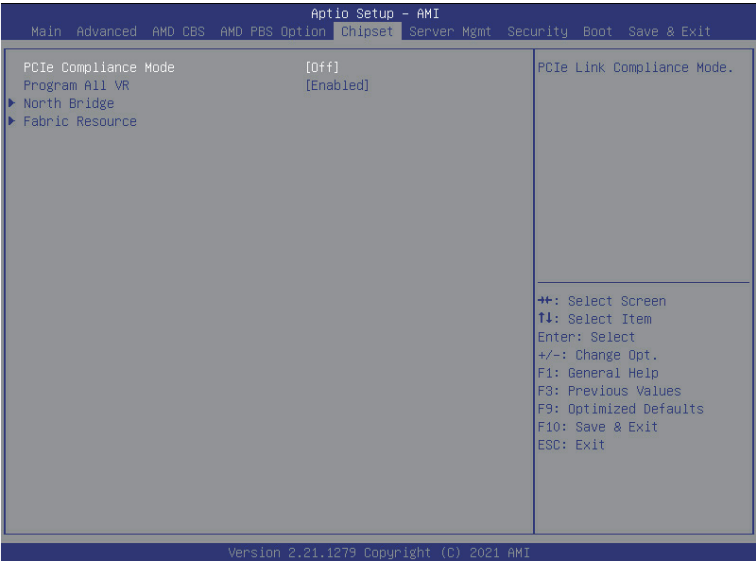 Aptio Setup - AMI
Main Advanced AMD CBS AMD PBS Option Chipset Server Mgmt Security Boot Save & Exit
PCIe Compliance Mode [Off]
Program All VR [Enabled]
North Bridge
Fabric Resource
PCIe Link Compliance Mode.
→←: Select Screen
↑↓: Select Item
Enter: Select
+/-: Change Opt.
F1: General Help
F3: Previous Values
F9: Optimized Defaults
F10: Save & Exit
ESC: Exit
Version 2.21.1279 Copyright (C) 2021 AMI